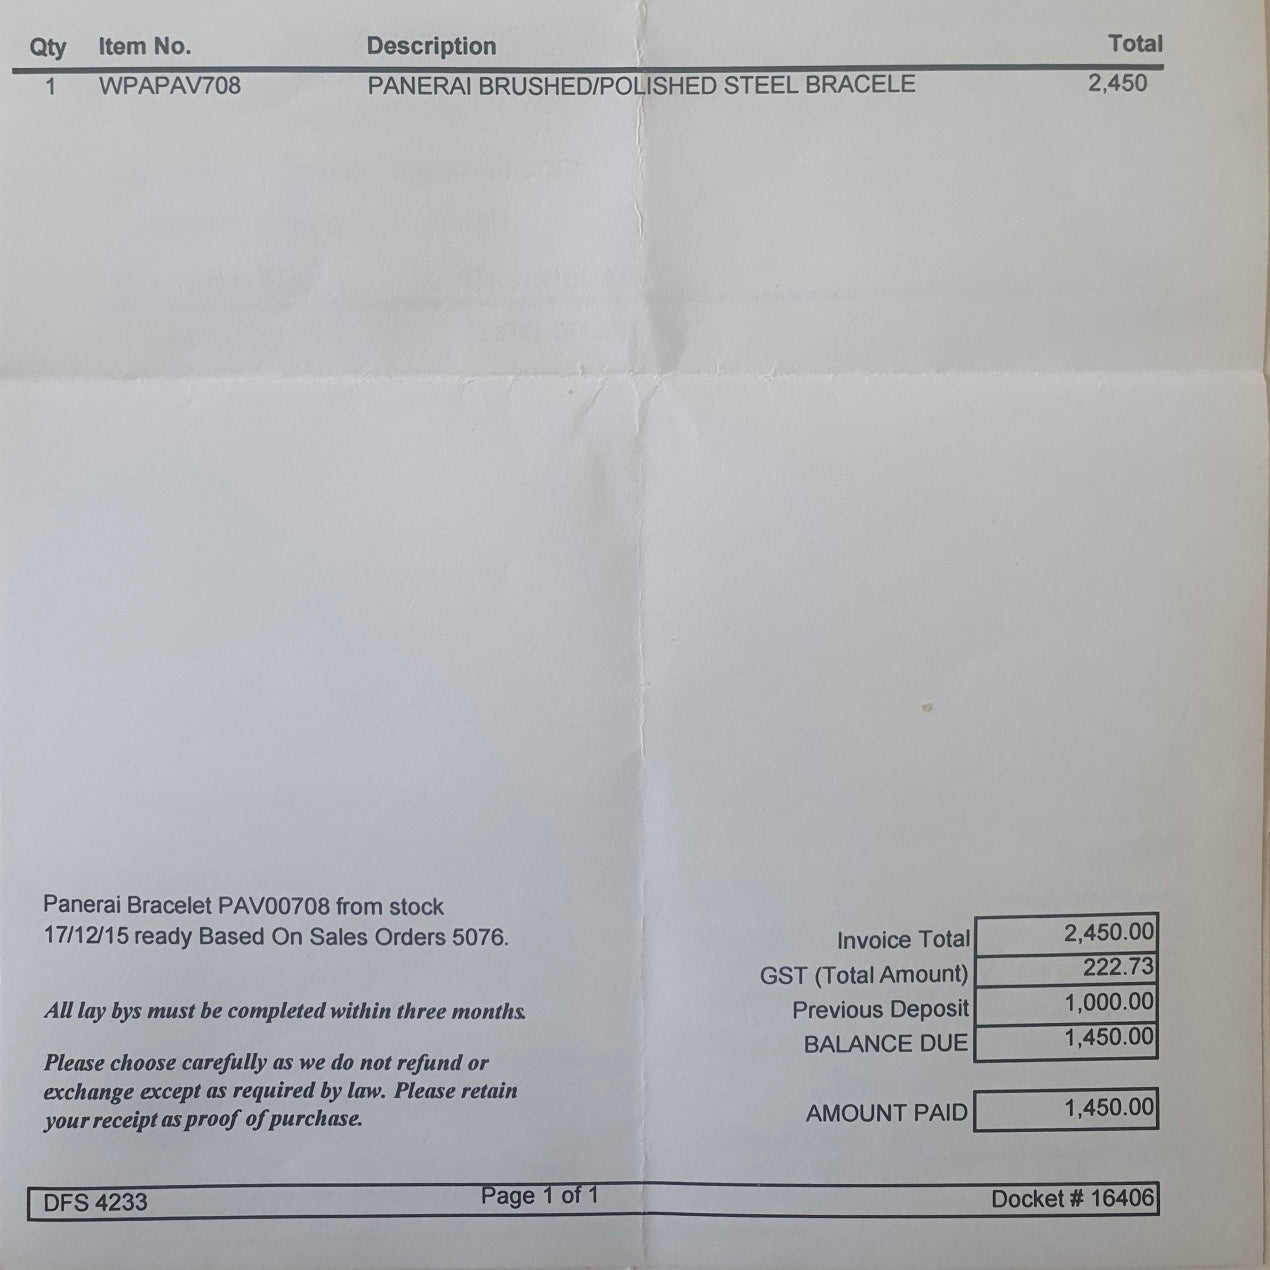 Qty Item No. Description Total
1 WPAPAV708 PANERAI BRUSHED/POLISHED STEEL BRACELE 2,450
Panerai Bracelet PAV00708 from stock
17/12/15 ready Based On Sales Orders 5076.
All lay bys must be completed within three months.
Please choose carefully as we do not refund or
exchange except as required by law. Please retain
your receipt as proof of purchase.
Invoice Total 2,450.00
GST (Total Amount) 222.73
Previous Deposit 1,000.00
BALANCE DUE 1,450.00
AMOUNT PAID 1,450.00
DFS 4233 Page 1 of 1 Docket # 16406